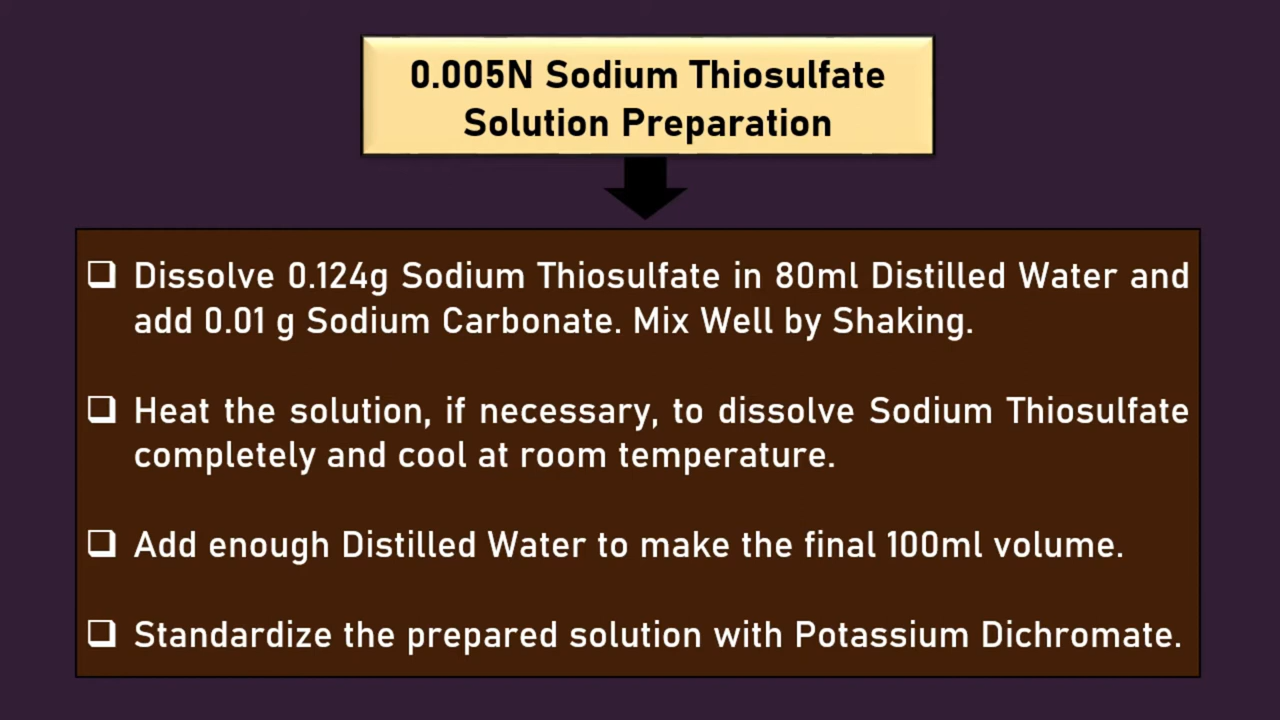 0.005N Sodium Thiosulfate
Solution Preparation
❑ Dissolve 0.124g Sodium Thiosulfate in 80ml Distilled Water and
add 0.01 g Sodium Carbonate. Mix Well by Shaking.
❑ Heat the solution, if necessary, to dissolve Sodium Thiosulfate
completely and cool at room temperature.
❑ Add enough Distilled Water to make the final 100ml volume.
❑ Standardize the prepared solution with Potassium Dichromate.